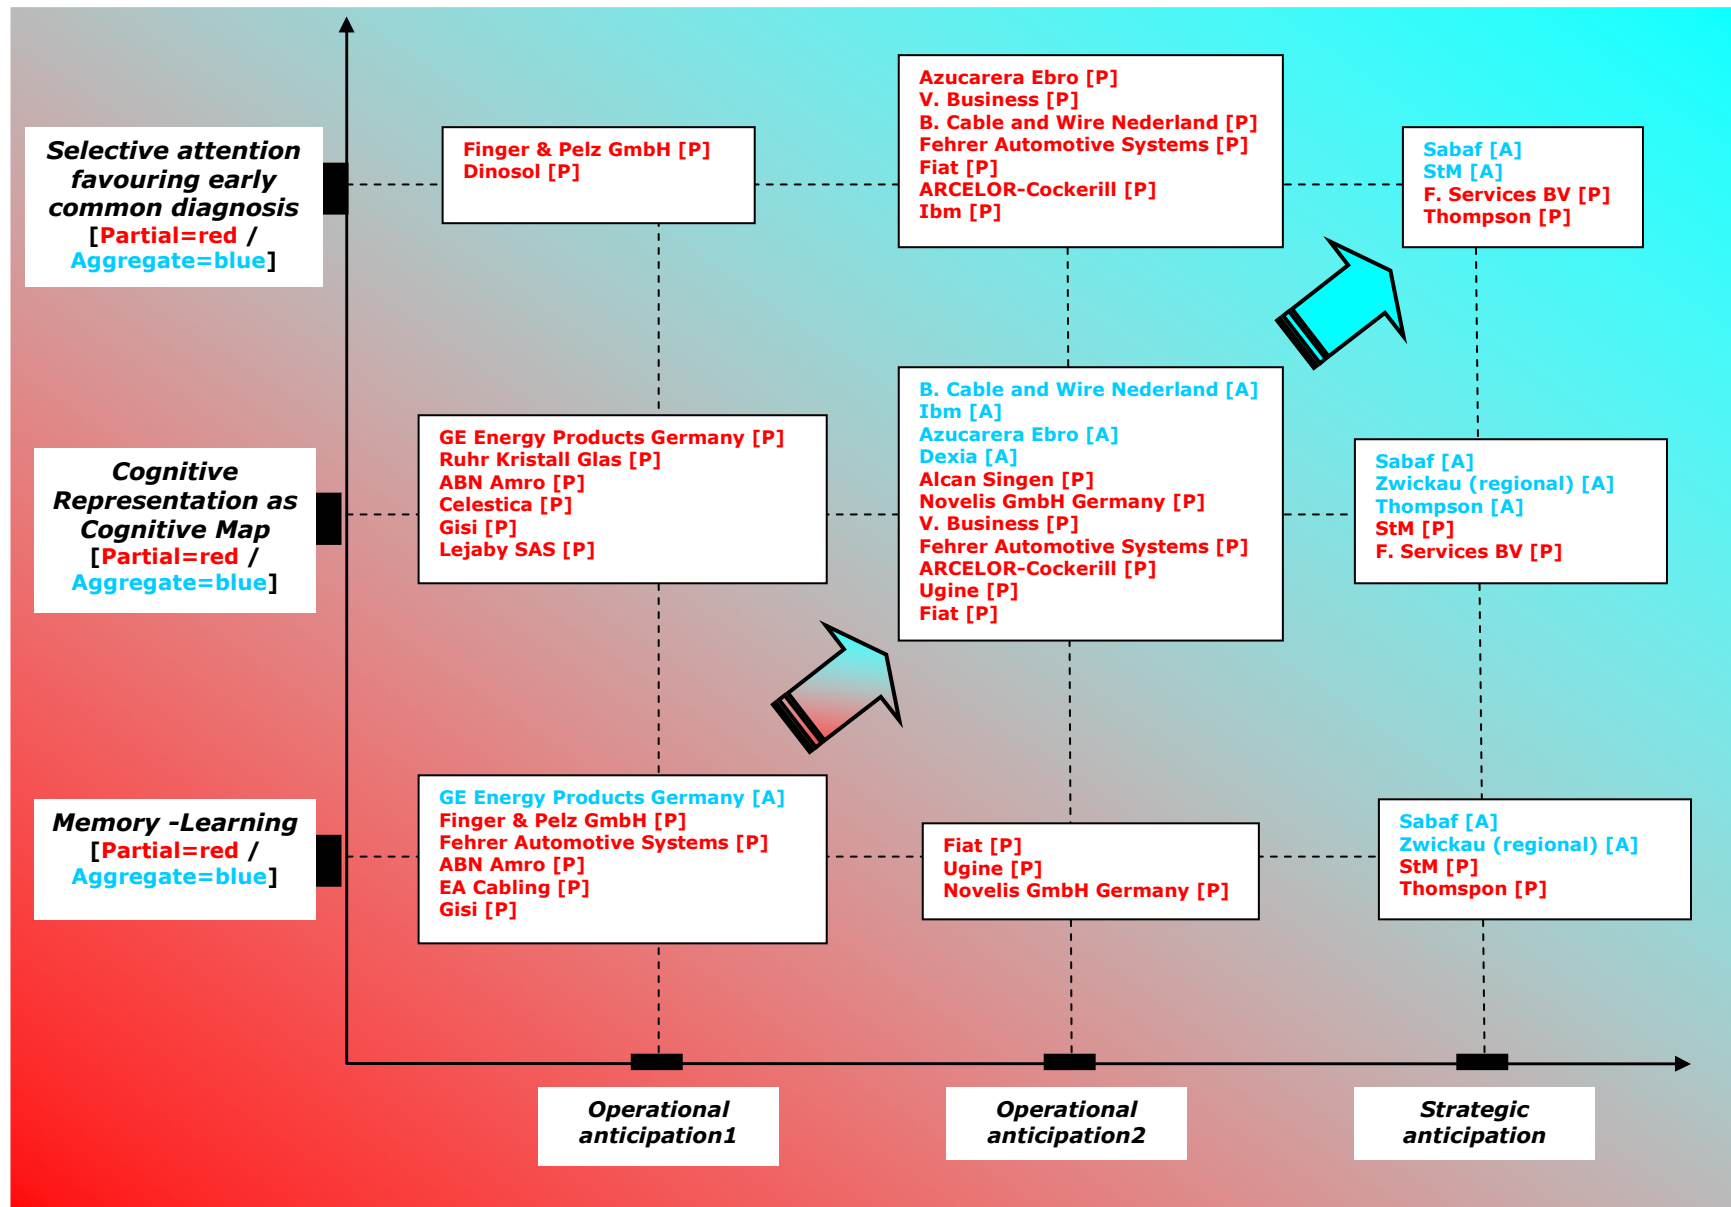 Selective attention
favouring early
common diagnosis
[Partial=red /
Aggregate=blue]
Finger & Pelz GmbH [P]
Dinosol [P]
Azucarera Ebro [P]
V. Business [P]
B. Cable and Wire Nederland [P]
Fehrer Automotive Systems [P]
Fiat [P]
ARCELOR-Cockerill [P]
Ibm [P]
Sabaf [A]
StM [A]
F. Services BV [P]
Thompson [P]
Cognitive
Representation as
Cognitive Map
[Partial=red /
Aggregate=blue]
GE Energy Products Germany [P]
Ruhr Kristall Glas [P]
ABN Amro [P]
Celestica [P]
Gisi [P]
Lejaby SAS [P]
B. Cable and Wire Nederland [A]
Ibm [A]
Azucarera Ebro [A]
Dexia [A]
Alcan Singen [P]
Novelis GmbH Germany [P]
V. Business [P]
Fehrer Automotive Systems [P]
ARCELOR-Cockerill [P]
Ugine [P]
Fiat [P]
Sabaf [A]
Zwickau (regional) [A]
Thompson [A]
StM [P]
F. Services BV [P]
Memory -Learning
[Partial=red /
Aggregate=blue]
GE Energy Products Germany [A]
Finger & Pelz GmbH [P]
Fehrer Automotive Systems [P]
ABN Amro [P]
EA Cabling [P]
Gisi [P]
Fiat [P]
Ugine [P]
Novelis GmbH Germany [P]
Sabaf [A]
Zwickau (regional) [A]
StM [P]
Thomspon [P]
Operational
anticipation1
Operational
anticipation2
Strategic
anticipation